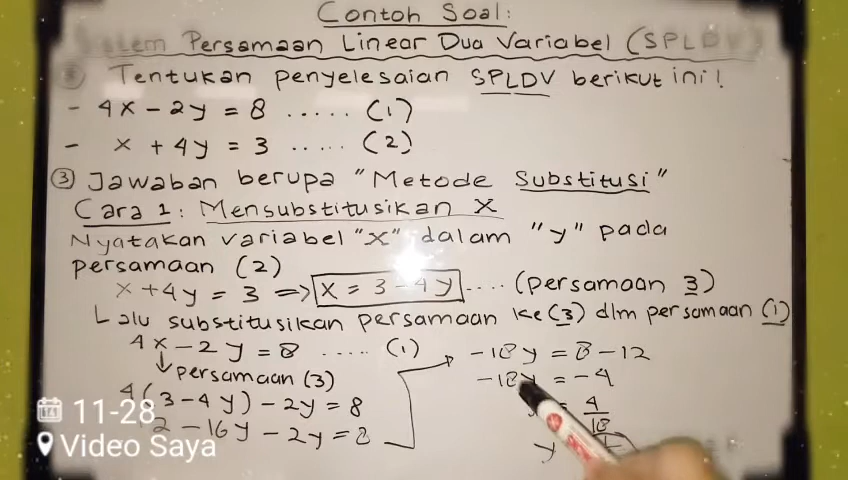 Contoh Soal:
Sistem Persamaan Linear Dua Variabel (SPLDV)
Tentukan penyelesaian SPLDV berikut ini!
- 4x - 2y = 8 ..... (1)
- x + 4y = 3 ..... (2)
③ Jawaban berupa "Metode Substitusi"
Cara 1: Mensubstitusikan X
Nyatakan variabel "x" dalam "y" pada
persamaan (2)
x + 4y = 3 => x = 3 - 4y .... (persamaan 3)
Lalu substitusikan persamaan ke (3) dlm persamaan (1)
4x - 2y = 8 ..... (1)
persamaan (3)
4(3 - 4y) - 2y = 8
2 - 16y - 2y = 8
-18y = 8 - 12
-18y = -4
= 4/18
y
11-28
Video Saya